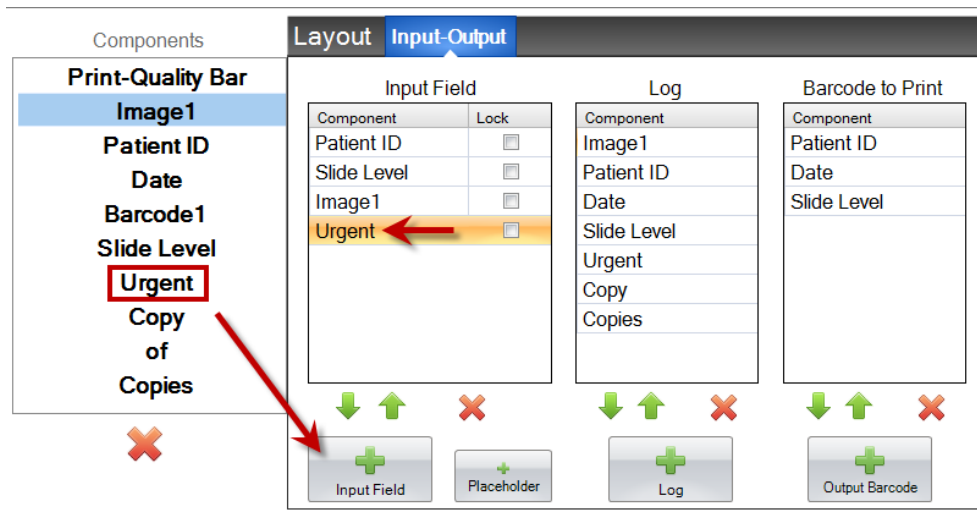 Components
Print-Quality Bar
Image1
Patient ID
Date
Barcode1
Slide Level
Urgent
Copy
of
Copies
Layout Input-Output
Input Field
Component Lock
Patient ID
Slide Level
Image1
Urgent
Input Field
Placeholder
Log
Component
Image1
Patient ID
Date
Slide Level
Urgent
Copy
Copies
Log
Barcode to Print
Component
Patient ID
Date
Slide Level
Output Barcode